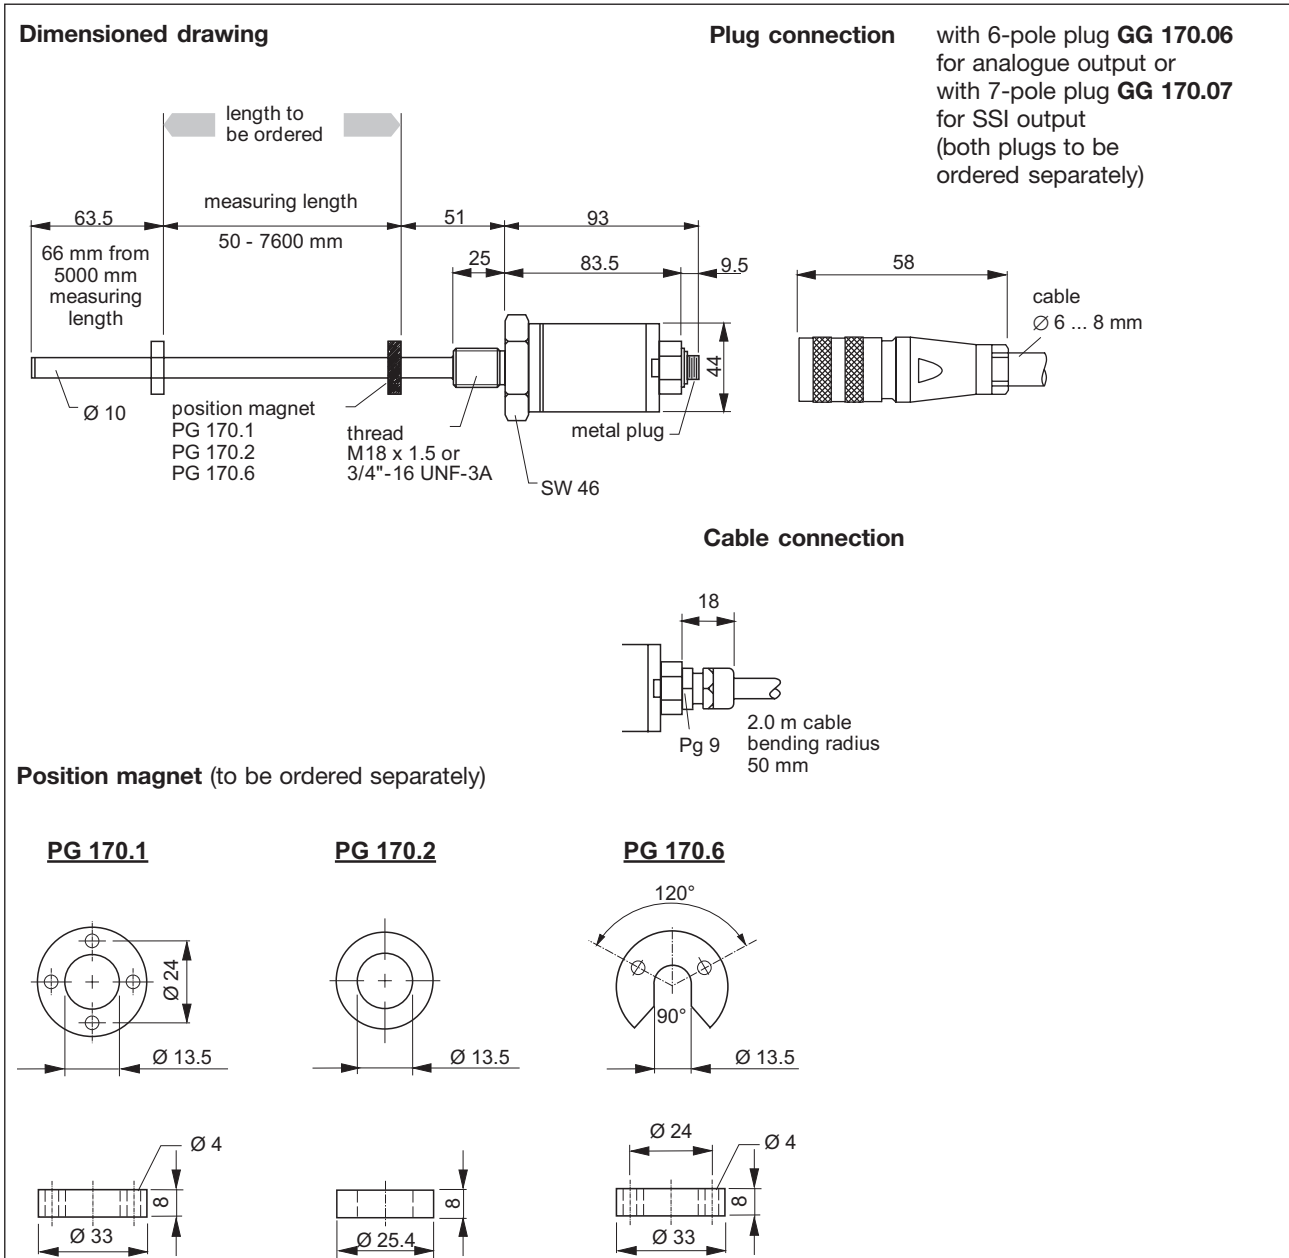 Dimensioned drawing
Plug connection
with 6-pole plug GG 170.06
for analogue output or
with 7-pole plug GG 170.07
for SSI output
(both plugs to be
ordered separately)
length to
be ordered
63.5
measuring length
51
93
50 - 7600 mm
66 mm from
5000 mm
measuring
length
25
83.5
9.5
58
cable
Ø 6 ... 8 mm
44
Ø 10
position magnet
PG 170.1
PG 170.2
PG 170.6
thread
M18 x 1.5 or
3/4"-16 UNF-3A
metal plug
SW 46
Cable connection
18
Pg 9
2.0 m cable
bending radius
50 mm
Position magnet (to be ordered separately)
PG 170.1
PG 170.2
PG 170.6
120°
Ø 24
90°
Ø 13.5
Ø 13.5
Ø 13.5
Ø 4
Ø 24
Ø 4
8
8
8
Ø 33
Ø 25.4
Ø 33